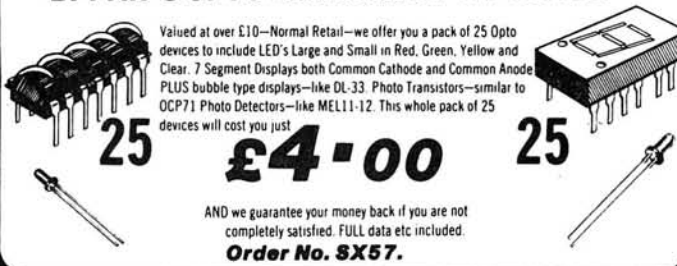 Valued at over £10—Normal Retail—we offer you a pack of 25 Opto
devices to include LED's Large and Small in Red, Green, Yellow and
Clear. 7 Segment Displays both Common Cathode and Common Anode
PLUS bubble type displays—like DL-33. Photo Transistors—similar to
OCP71 Photo Detectors—like MEL11-12. This whole pack of 25
devices will cost you just
25
£4·00
25
AND we guarantee your money back if you are not
completely satisfied. FULL data etc included.
Order No. SX57.